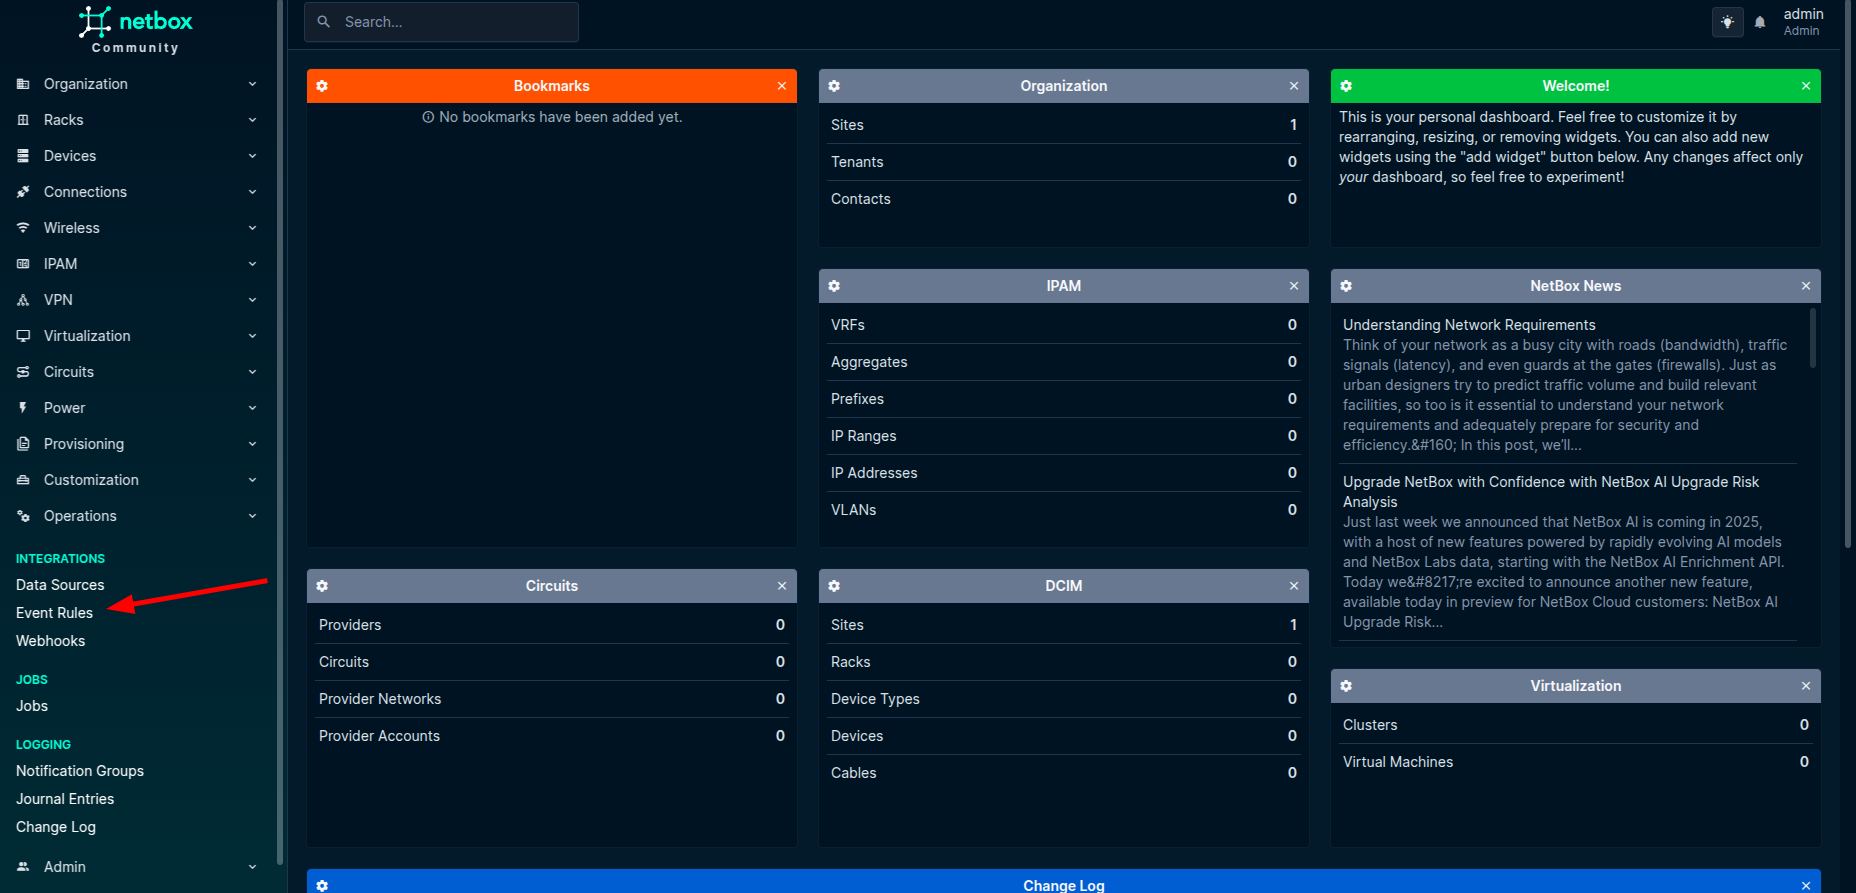 netbox
Community
Organization
Racks
Devices
Connections
Wireless
IPAM
VPN
Virtualization
Circuits
Power
Provisioning
Customization
Operations
INTEGRATIONS
Data Sources
Event Rules
Webhooks
JOBS
Jobs
LOGGING
Notification Groups
Journal Entries
Change Log
Admin
Search...
admin
Admin
Bookmarks
No bookmarks have been added yet.
Organization
Sites 1
Tenants 0
Contacts 0
Welcome!
This is your personal dashboard. Feel free to customize it by
rearranging, resizing, or removing widgets. You can also add new
widgets using the "add widget" button below. Any changes affect only
your dashboard, so feel free to experiment!
IPAM
VRFs 0
Aggregates 0
Prefixes 0
IP Ranges 0
IP Addresses 0
VLANs 0
NetBox News
Understanding Network Requirements
Think of your network as a busy city with roads (bandwidth), traffic
signals (latency), and even guards at the gates (firewalls). Just as
urban designers try to predict traffic volume and build relevant
facilities, so too is it essential to understand your network
requirements and adequately prepare for security and
efficiency.&#160; In this post, we'll...
Upgrade NetBox with Confidence with NetBox AI Upgrade Risk
Analysis
Just last week we announced that NetBox AI is coming in 2025,
with a host of new features powered by rapidly evolving AI models
and NetBox Labs data, starting with the NetBox AI Enrichment API.
Today we&#8217;re excited to announce another new feature,
available today in preview for NetBox Cloud customers: NetBox AI
Upgrade Risk...
Circuits
Providers 0
Circuits 0
Provider Networks 0
Provider Accounts 0
DCIM
Sites 1
Racks 0
Device Types 0
Devices 0
Cables 0
Virtualization
Clusters 0
Virtual Machines 0
Change Log